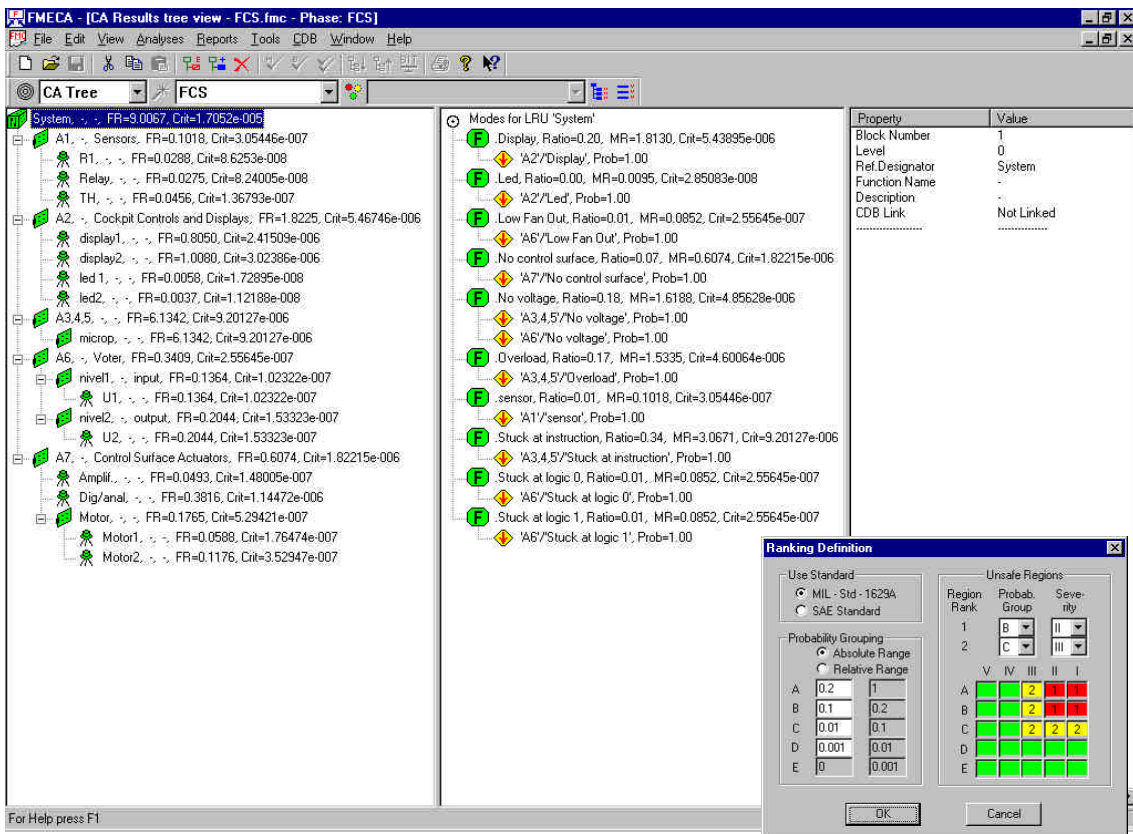 FMECA - [CA Results tree view - FCS.fmc - Phase: FCS]
File Edit View Analyses Reports Tools CDB Window Help
CA Tree FCS
System, -, -, FR=9.0067, Crit=1.7052e-005
A1, -, Sensors, FR=0.1018, Crit=3.05446e-007
R1, -, -, FR=0.0288, Crit=8.6253e-008
Relay, -, -, FR=0.0275, Crit=8.24005e-008
TH, -, -, FR=0.0456, Crit=1.36793e-007
A2, -, Cockpit Controls and Displays, FR=1.8225, Crit=5.46746e-006
display1, -, -, FR=0.8050, Crit=2.41509e-006
display2, -, -, FR=1.0080, Crit=3.02386e-006
led 1, -, -, FR=0.0058, Crit=1.72895e-008
led2, -, -, FR=0.0037, Crit=1.12188e-008
A3,4,5, -, -, FR=6.1342, Crit=9.20127e-006
microp, -, -, FR=6.1342, Crit=9.20127e-006
A6, -, Voter, FR=0.3409, Crit=2.55645e-007
nivel1, -, input, FR=0.1364, Crit=1.02322e-007
U1, -, -, FR=0.1364, Crit=1.02322e-007
nivel2, -, output, FR=0.2044, Crit=1.53323e-007
U2, -, -, FR=0.2044, Crit=1.53323e-007
A7, -, Control Surface Actuators, FR=0.6074, Crit=1.82215e-006
Amplif., -, -, FR=0.0493, Crit=1.48005e-007
Dig/anal, -, -, FR=0.3816, Crit=1.14472e-006
Motor, -, -, FR=0.1765, Crit=5.29421e-007
Motor1, -, -, FR=0.0588, Crit=1.76474e-007
Motor2, -, -, FR=0.1176, Crit=3.52947e-007
Modes for LRU 'System'
F .Display, Ratio=0.20, MR=1.8130, Crit=5.43895e-006
'A2'/'Display', Prob=1.00
F .Led, Ratio=0.00, MR=0.0095, Crit=2.85083e-008
'A2'/'Led', Prob=1.00
F .Low Fan Out, Ratio=0.01, MR=0.0852, Crit=2.55645e-007
'A6'/'Low Fan Out', Prob=1.00
F .No control surface, Ratio=0.07, MR=0.6074, Crit=1.82215e-006
'A7'/'No control surface', Prob=1.00
F .No voltage, Ratio=0.18, MR=1.6188, Crit=4.85628e-006
'A3,4,5'/'No voltage', Prob=1.00
'A6'/'No voltage', Prob=1.00
F .Overload, Ratio=0.17, MR=1.5335, Crit=4.60064e-006
'A3,4,5'/'Overload', Prob=1.00
F .sensor, Ratio=0.01, MR=0.1018, Crit=3.05446e-007
'A1'/'sensor', Prob=1.00
F .Stuck at instruction, Ratio=0.34, MR=3.0671, Crit=9.20127e-006
'A3,4,5'/'Stuck at instruction', Prob=1.00
F .Stuck at logic 0, Ratio=0.01, MR=0.0852, Crit=2.55645e-007
'A6'/'Stuck at logic 0', Prob=1.00
F .Stuck at logic 1, Ratio=0.01, MR=0.0852, Crit=2.55645e-007
'A6'/'Stuck at logic 1', Prob=1.00
Property Value
Block Number 1
Level 0
Ref.Designator System
Function Name -
Description -
CDB Link Not Linked
Ranking Definition
Use Standard
MIL - Std - 1629A
SAE Standard
Probability Grouping
Absolute Range
Relative Range
A 0.2 1
B 0.1 0.2
C 0.01 0.1
D 0.001 0.01
E 0 0.001
Unsafe Regions
Region Rank Probab. Group Seve- rity
1 B II
2 C III
V IV III II I
A 2 1 1
B 2 1 1
C 2 2 2
D
E
OK Cancel
For Help press F1